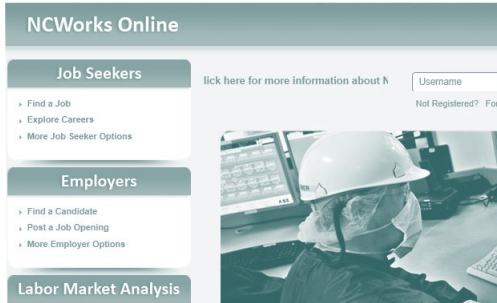 NCWorks Online
Job Seekers
Find a Job
Explore Careers
More Job Seeker Options
Employers
Find a Candidate
Post a Job Opening
More Employer Options
Labor Market Analysis
lick here for more information about N
Username
Not Registered? For